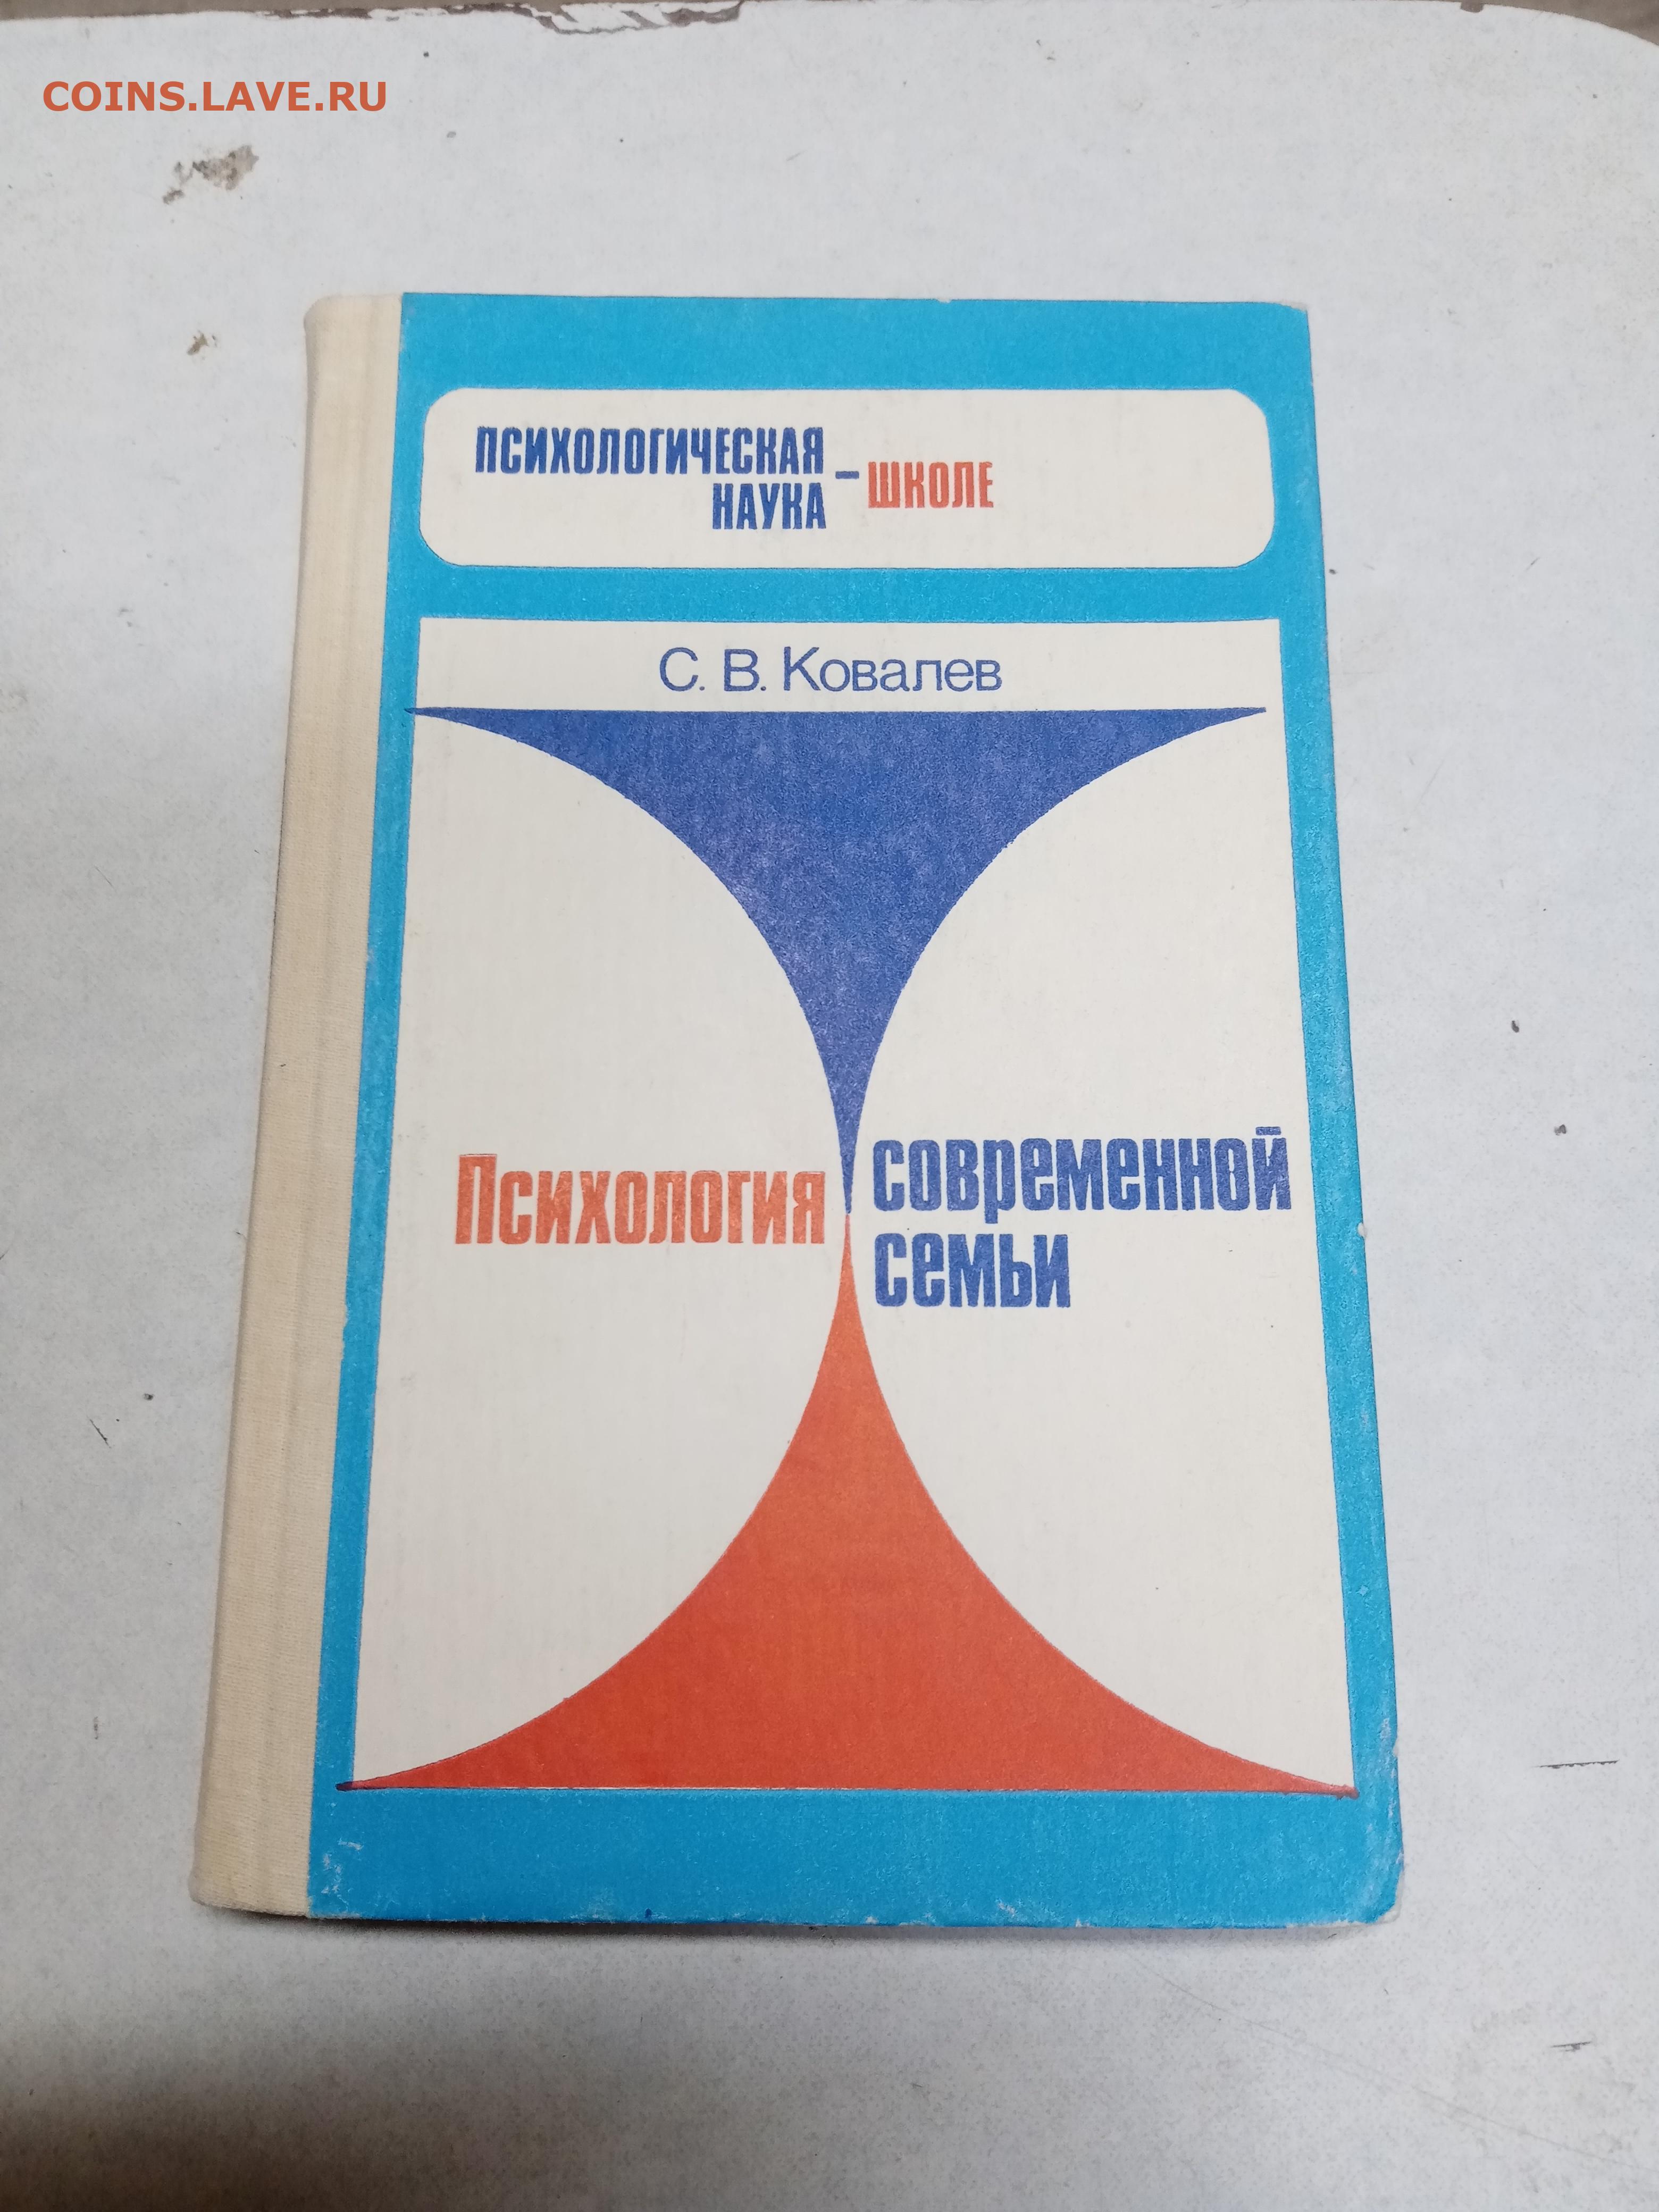 COINS.LAVE.RU
ПСИХОЛОГИЧЕСКАЯ
НАУКА – ШКОЛЕ
С. В. Ковалев
Психология современной
семьи